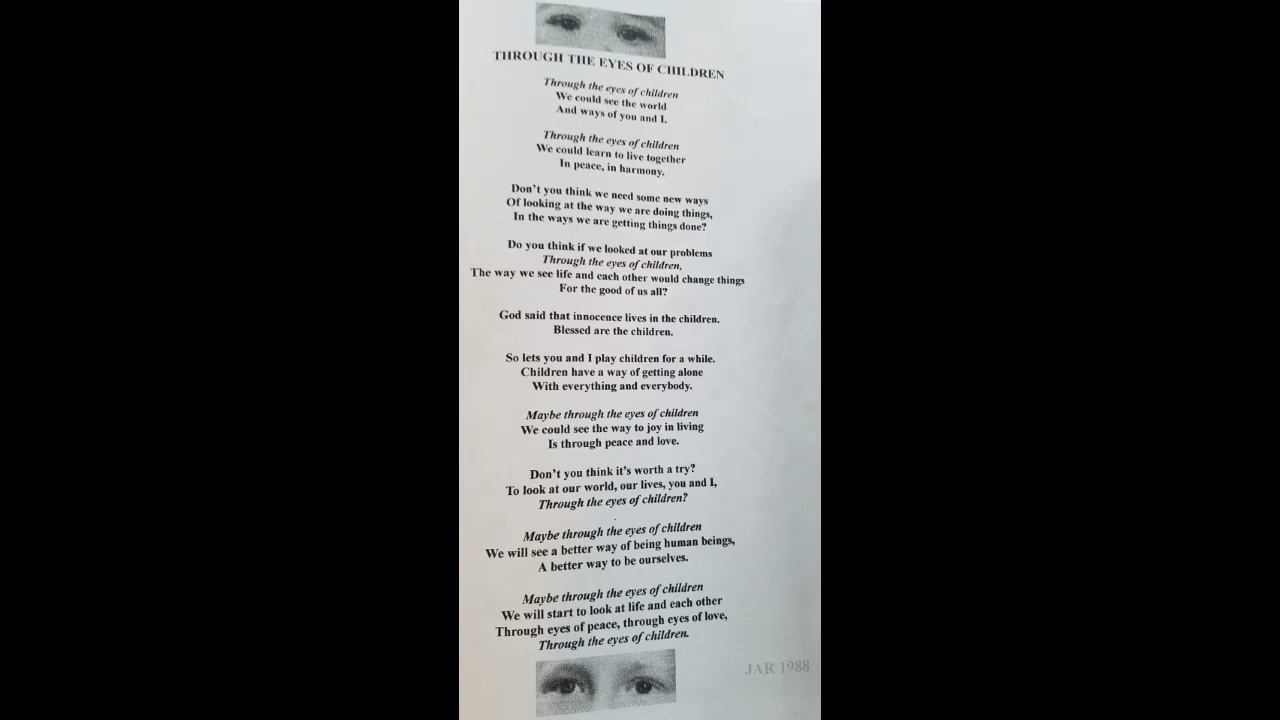 THROUGH THE EYES OF CHILDREN
Through the eyes of children
We could see the world
And ways of you and I.
Through the eyes of children
We could learn to live together
In peace, in harmony.
Don't you think we need some new ways
Of looking at the way we are doing things,
In the ways we are getting things done?
Do you think if we looked at our problems
Through the eyes of children,
The way we see life and each other would change things
For the good of us all?
God said that innocence lives in the children.
Blessed are the children.
So lets you and I play children for a while.
Children have a way of getting alone
With everything and everybody.
Maybe through the eyes of children
We could see the way to joy in living
Is through peace and love.
Don't you think it's worth a try?
To look at our world, our lives, you and I,
Through the eyes of children?
Maybe through the eyes of children
We will see a better way of being human beings,
A better way to be ourselves.
Maybe through the eyes of children
We will start to look at life and each other
Through eyes of peace, through eyes of love,
Through the eyes of children.
JAR 1988